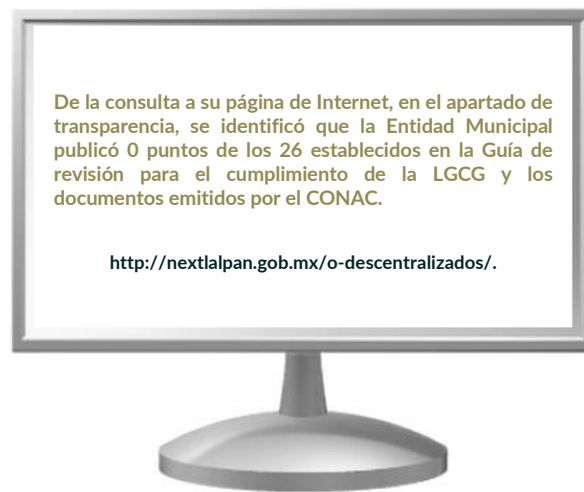 De la consulta a su página de Internet, en el apartado de
transparencia, se identificó que la Entidad Municipal
publicó 0 puntos de los 26 establecidos en la Guía de
revisión para el cumplimiento de la LGCG y los
documentos emitidos por el CONAC.
http://nextlalpan.gob.mx/o-descentralizados/.